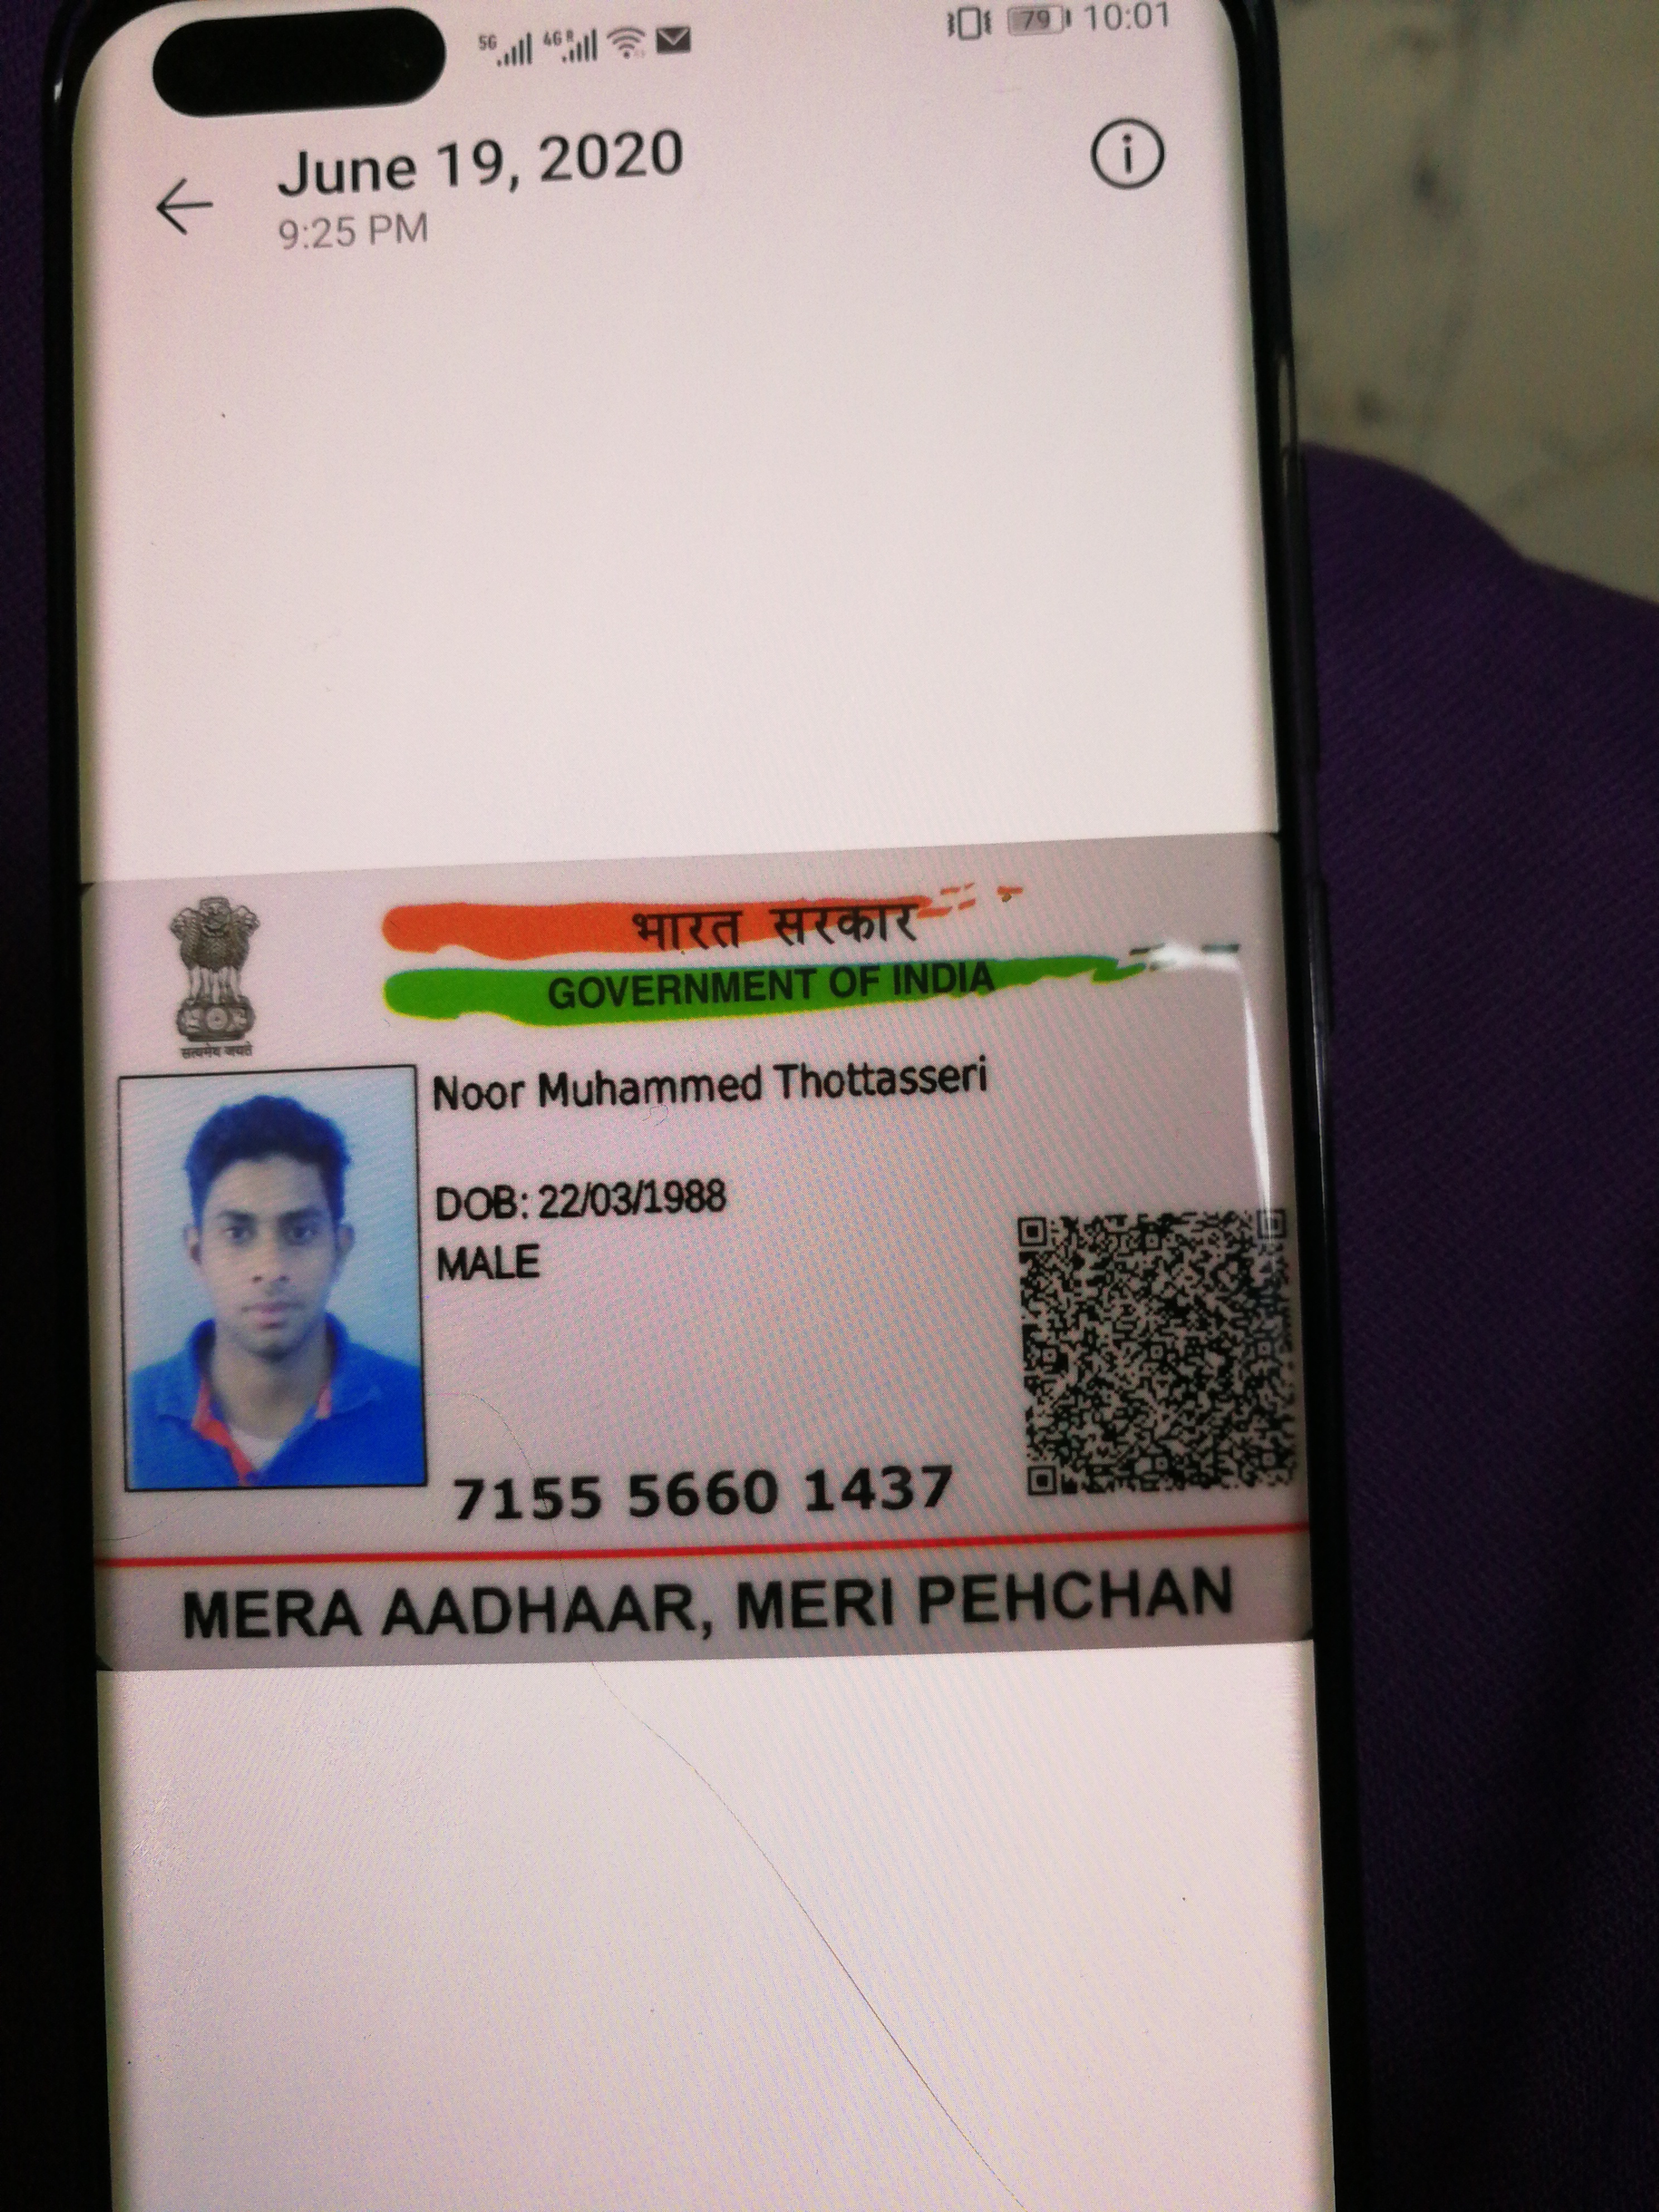 5G 4G R 79 10:01
June 19, 2020
9:25 PM
भारत सरकार
GOVERNMENT OF INDIA
सत्यमेव जयते
Noor Muhammed Thottasseri
DOB: 22/03/1988
MALE
7155 5660 1437
MERA AADHAAR, MERI PEHCHAN